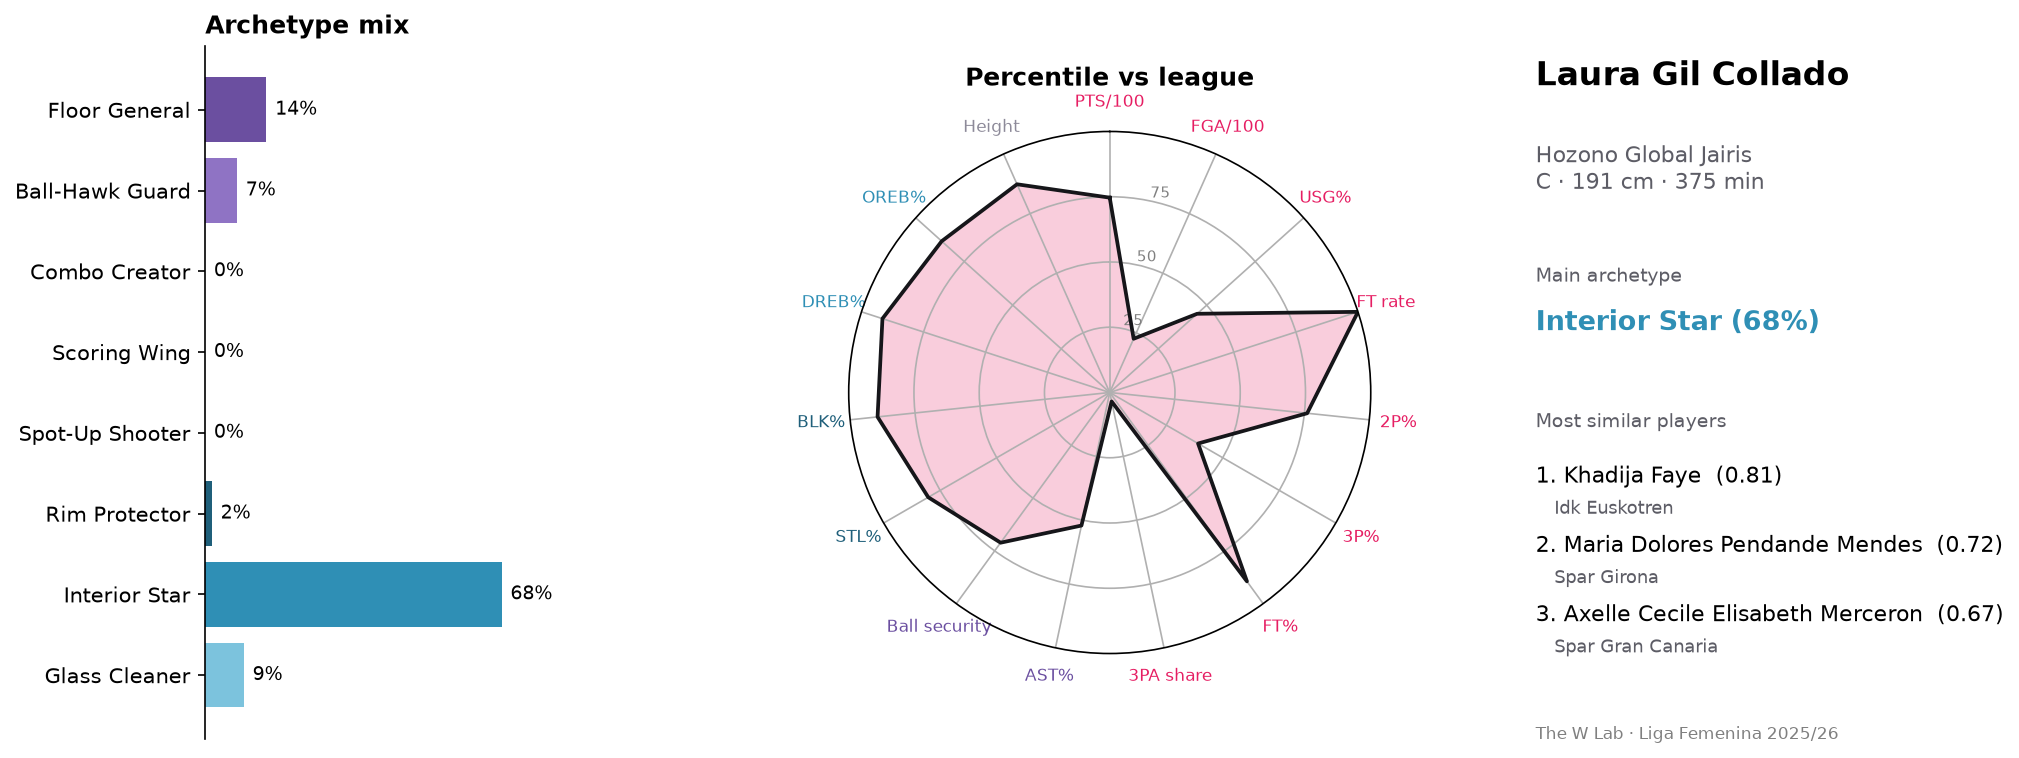 Archetype mix
Floor General
14%
Ball-Hawk Guard
7%
Combo Creator
0%
Scoring Wing
0%
Spot-Up Shooter
0%
Rim Protector
2%
Interior Star
68%
Glass Cleaner
9%
Percentile vs league
PTS/100
FGA/100
USG%
FT rate
2P%
3P%
FT%
3PA share
AST%
Ball security
STL%
BLK%
DREB%
OREB%
Height
75
50
25
Laura Gil Collado
Hozono Global Jairis
C · 191 cm · 375 min
Main archetype
Interior Star (68%)
Most similar players
1. Khadija Faye (0.81)
Idk Euskotren
2. Maria Dolores Pendande Mendes (0.72)
Spar Girona
3. Axelle Cecile Elisabeth Merceron (0.67)
Spar Gran Canaria
The W Lab · Liga Femenina 2025/26